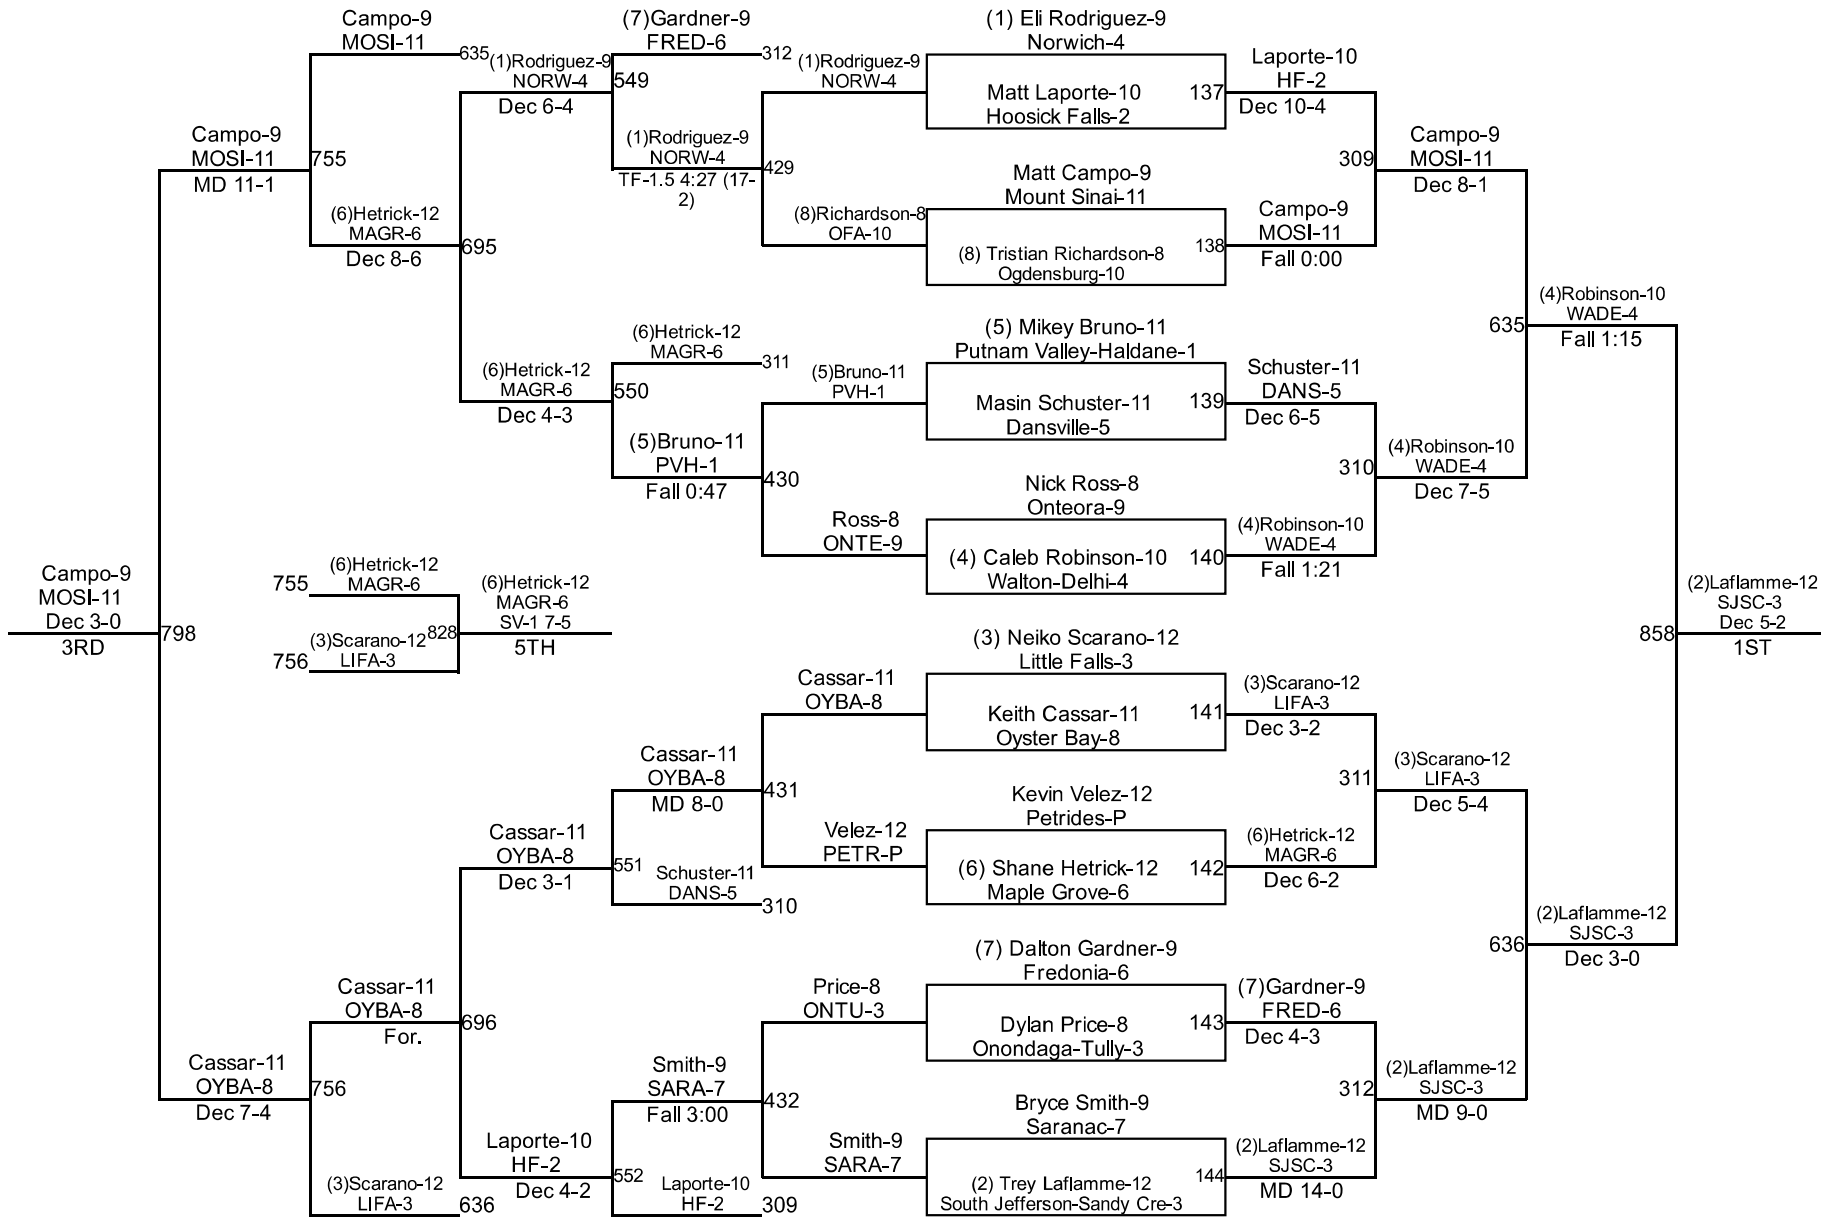 Campo-9
MOSI-11
635
(7)Gardner-9
FRED-6
312
(1) Eli Rodriguez-9
Norwich-4
(1)Rodriguez-9
NORW-4
549
Dec 6-4
(1)Rodriguez-9
NORW-4
Matt Laporte-10
Hoosick Falls-2
137
Laporte-10
HF-2
Dec 10-4
Campo-9
MOSI-11
MD 11-1
755
(1)Rodriguez-9
NORW-4
TF-1.5 4:27 (17-
2)
429
309
Campo-9
MOSI-11
Dec 8-1
Matt Campo-9
Mount Sinai-11
(6)Hetrick-12
MAGR-6
Dec 8-6
695
(8)Richardson-8
OFA-10
(8) Tristian Richardson-8
Ogdensburg-10
138
Campo-9
MOSI-11
Fall 0:00
635
(4)Robinson-10
WADE-4
Fall 1:15
(6)Hetrick-12
MAGR-6
311
(5) Mikey Bruno-11
Putnam Valley-Haldane-1
(6)Hetrick-12
MAGR-6
Dec 4-3
550
(5)Bruno-11
PVH-1
Masin Schuster-11
Dansville-5
139
Schuster-11
DANS-5
Dec 6-5
(5)Bruno-11
PVH-1
Fall 0:47
430
310
(4)Robinson-10
WADE-4
Dec 7-5
Nick Ross-8
Onteora-9
Ross-8
ONTE-9
(4) Caleb Robinson-10
Walton-Delhi-4
140
(4)Robinson-10
WADE-4
Fall 1:21
Campo-9
MOSI-11
Dec 3-0
3RD
798
755
(6)Hetrick-12
MAGR-6
756
(3)Scarano-12
LIFA-3
828
(6)Hetrick-12
MAGR-6
SV-1 7-5
5TH
858
(2)Laflamme-12
SJSC-3
Dec 5-2
1ST
(3) Neiko Scarano-12
Little Falls-3
Cassar-11
OYBA-8
Keith Cassar-11
Oyster Bay-8
141
(3)Scarano-12
LIFA-3
Dec 3-2
Cassar-11
OYBA-8
MD 8-0
431
311
(3)Scarano-12
LIFA-3
Dec 5-4
Kevin Velez-12
Petrides-P
Cassar-11
OYBA-8
Dec 3-1
551
Schuster-11
DANS-5
310
Velez-12
PETR-P
(6) Shane Hetrick-12
Maple Grove-6
142
(6)Hetrick-12
MAGR-6
Dec 6-2
636
(2)Laflamme-12
SJSC-3
Dec 3-0
(7) Dalton Gardner-9
Fredonia-6
Cassar-11
OYBA-8
For.
696
Price-8
ONTU-3
Dylan Price-8
Onondaga-Tully-3
143
(7)Gardner-9
FRED-6
Dec 4-3
Cassar-11
OYBA-8
Dec 7-4
756
Smith-9
SARA-7
Fall 3:00
432
312
(2)Laflamme-12
SJSC-3
MD 9-0
Bryce Smith-9
Saranac-7
Laporte-10
HF-2
Dec 4-2
552
Smith-9
SARA-7
(2) Trey Laflamme-12
South Jefferson-Sandy Cre-3
144
(2)Laflamme-12
SJSC-3
MD 14-0
(3)Scarano-12
LIFA-3
636
Laporte-10
HF-2
309